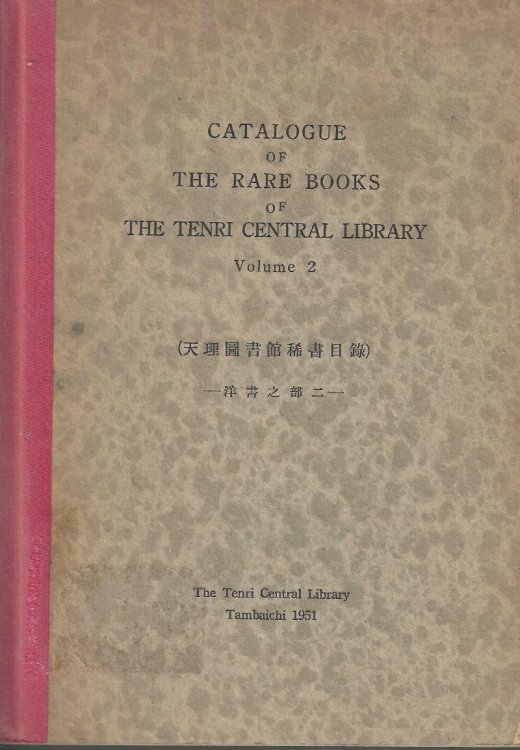 CATALOGUE
OF
THE RARE BOOKS
OF
THE TENRI CENTRAL LIBRARY
Volume 2
(天理圖書館稀書目錄)
—洋書之部二—
The Tenri Central Library
Tambaichi 1951